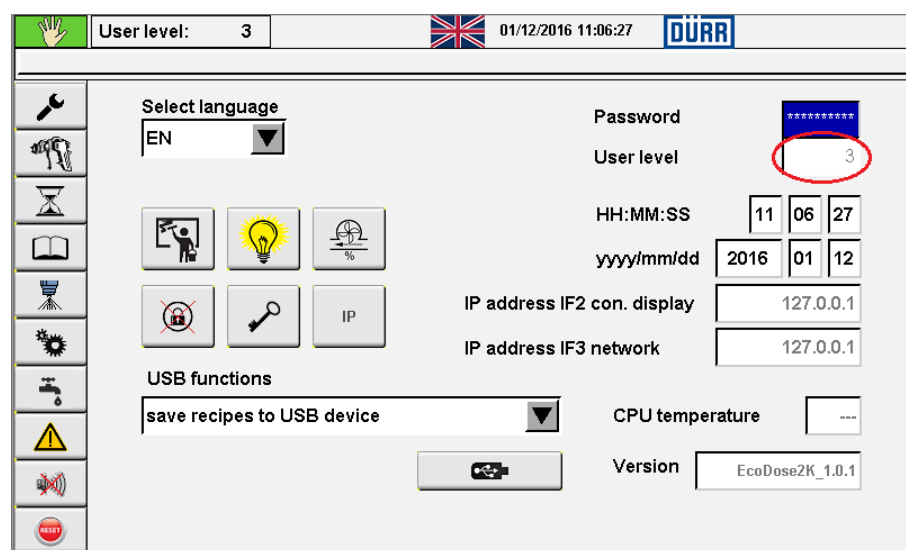 User level: 3 01/12/2016 11:06:27 DÜRR
Select language
EN
Password **********
User level 3
HH:MM:SS 11 06 27
yyyy/mm/dd 2016 01 12
%
IP
IP address IF2 con. display 127.0.0.1
IP address IF3 network 127.0.0.1
USB functions
save recipes to USB device
CPU temperature ---
Version EcoDose2K_1.0.1
RESET